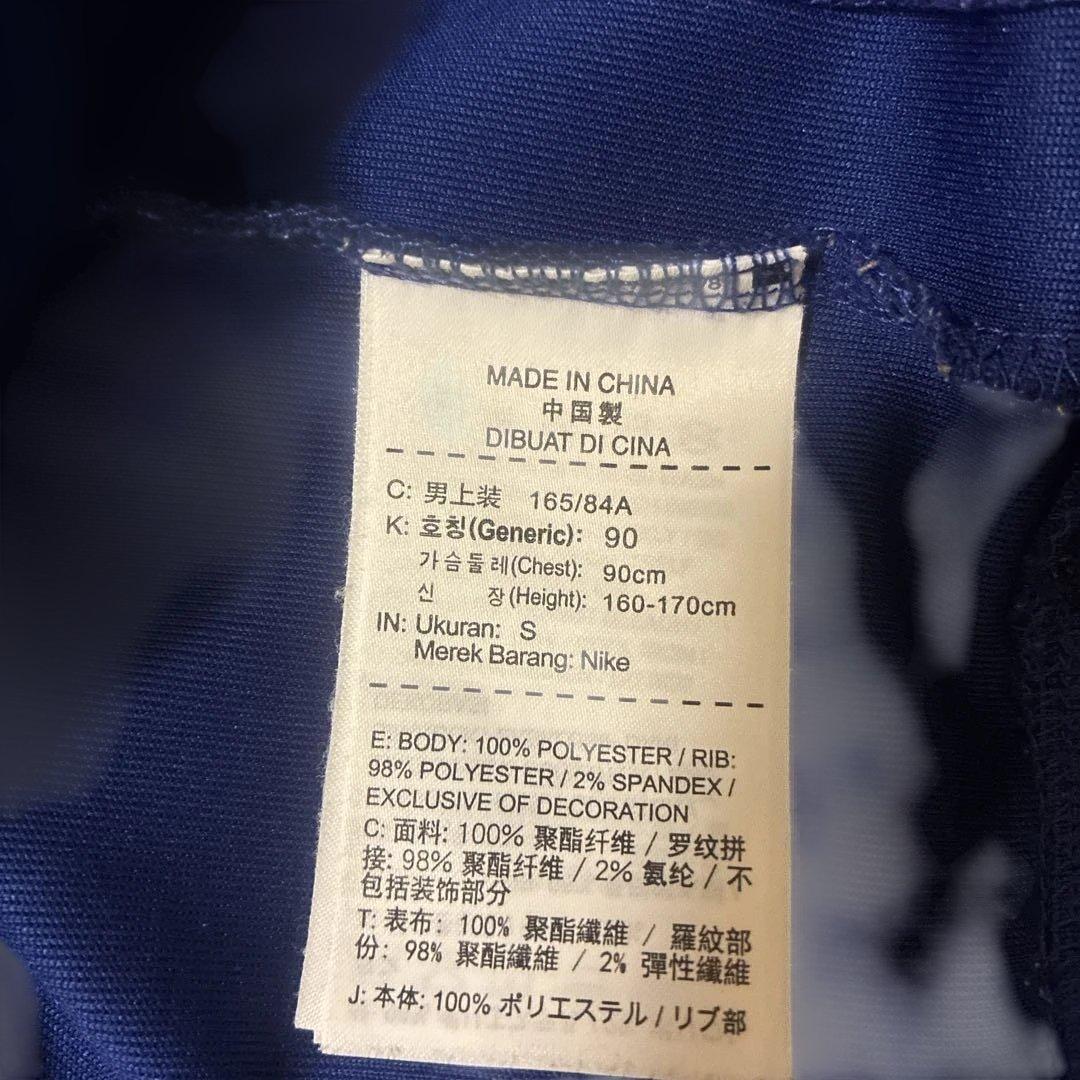 MADE IN CHINA
中国製
DIBUAT DI CINA
C: 男上装 165/84A
K: 호칭(Generic): 90
가슴둘레(Chest): 90cm
신 장(Height): 160-170cm
IN: Ukuran: S
Merek Barang: Nike
E: BODY: 100% POLYESTER / RIB:
98% POLYESTER / 2% SPANDEX /
EXCLUSIVE OF DECORATION
C: 面料: 100% 聚酯纤维 / 罗纹拼
接: 98% 聚酯纤维 / 2% 氨纶 / 不
包括装饰部分
T: 表布: 100% 聚酯纖維 / 羅紋部
份: 98% 聚酯纖維 / 2% 彈性纖維
J: 本体: 100% ポリエステル / リブ部